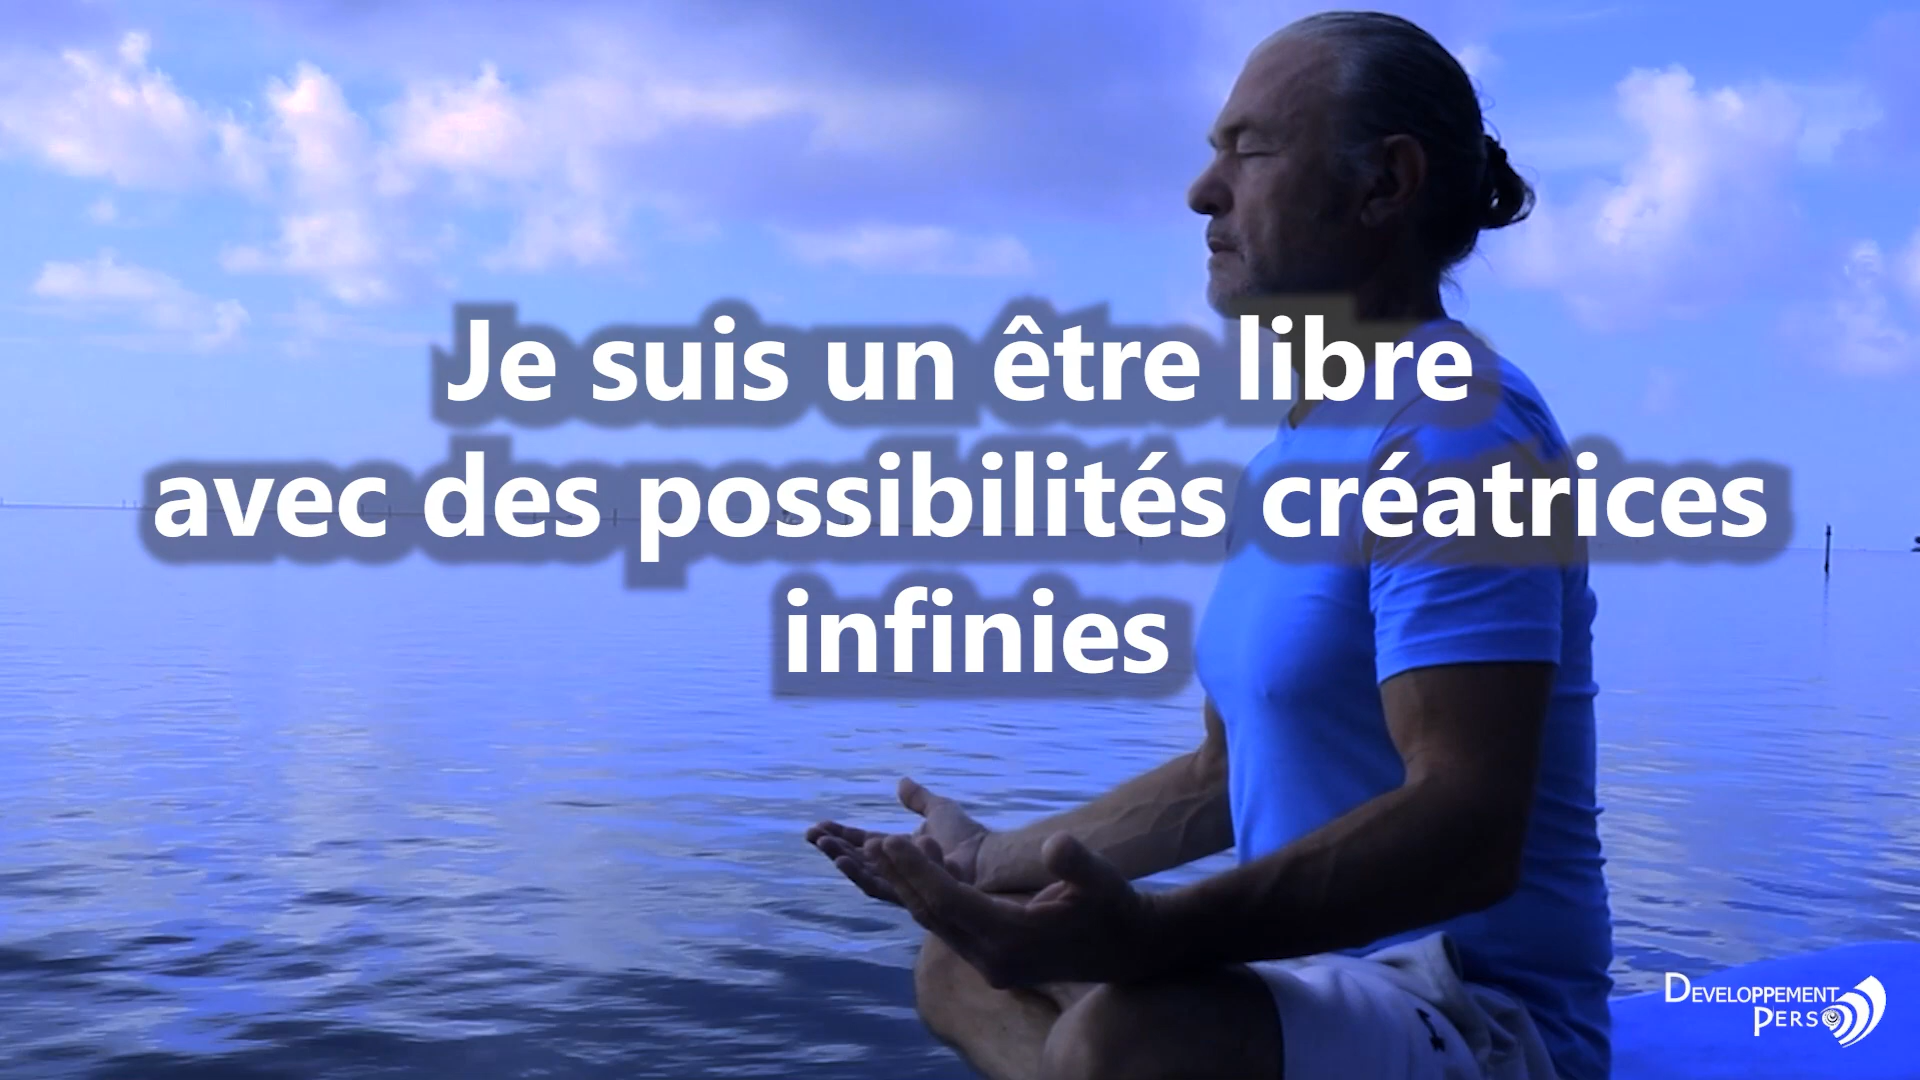 Je suis un être libre
avec des possibilités créatrices
infinies
DEVELOPPEMENT
PERSO